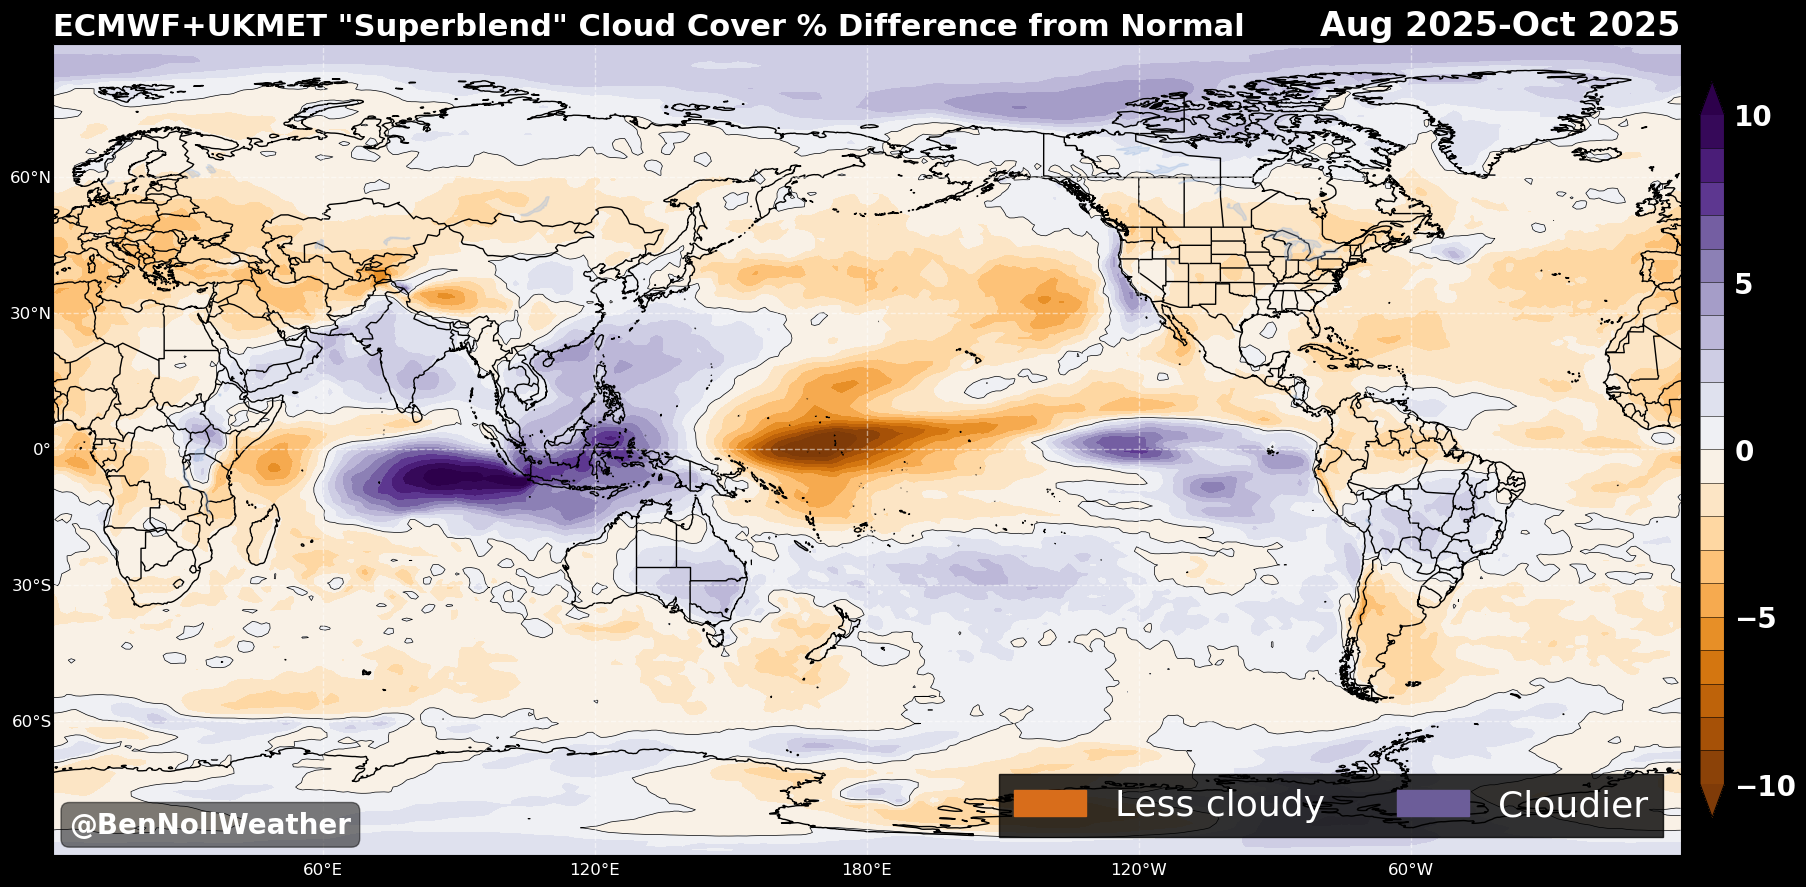 ECMWF+UKMET "Superblend" Cloud Cover % Difference from Normal
Aug 2025-Oct 2025
10
5
0
−5
−10
60°N
30°N
0°
30°S
60°S
60°E
120°E
180°E
120°W
60°W
Less cloudy
Cloudier
@BenNollWeather